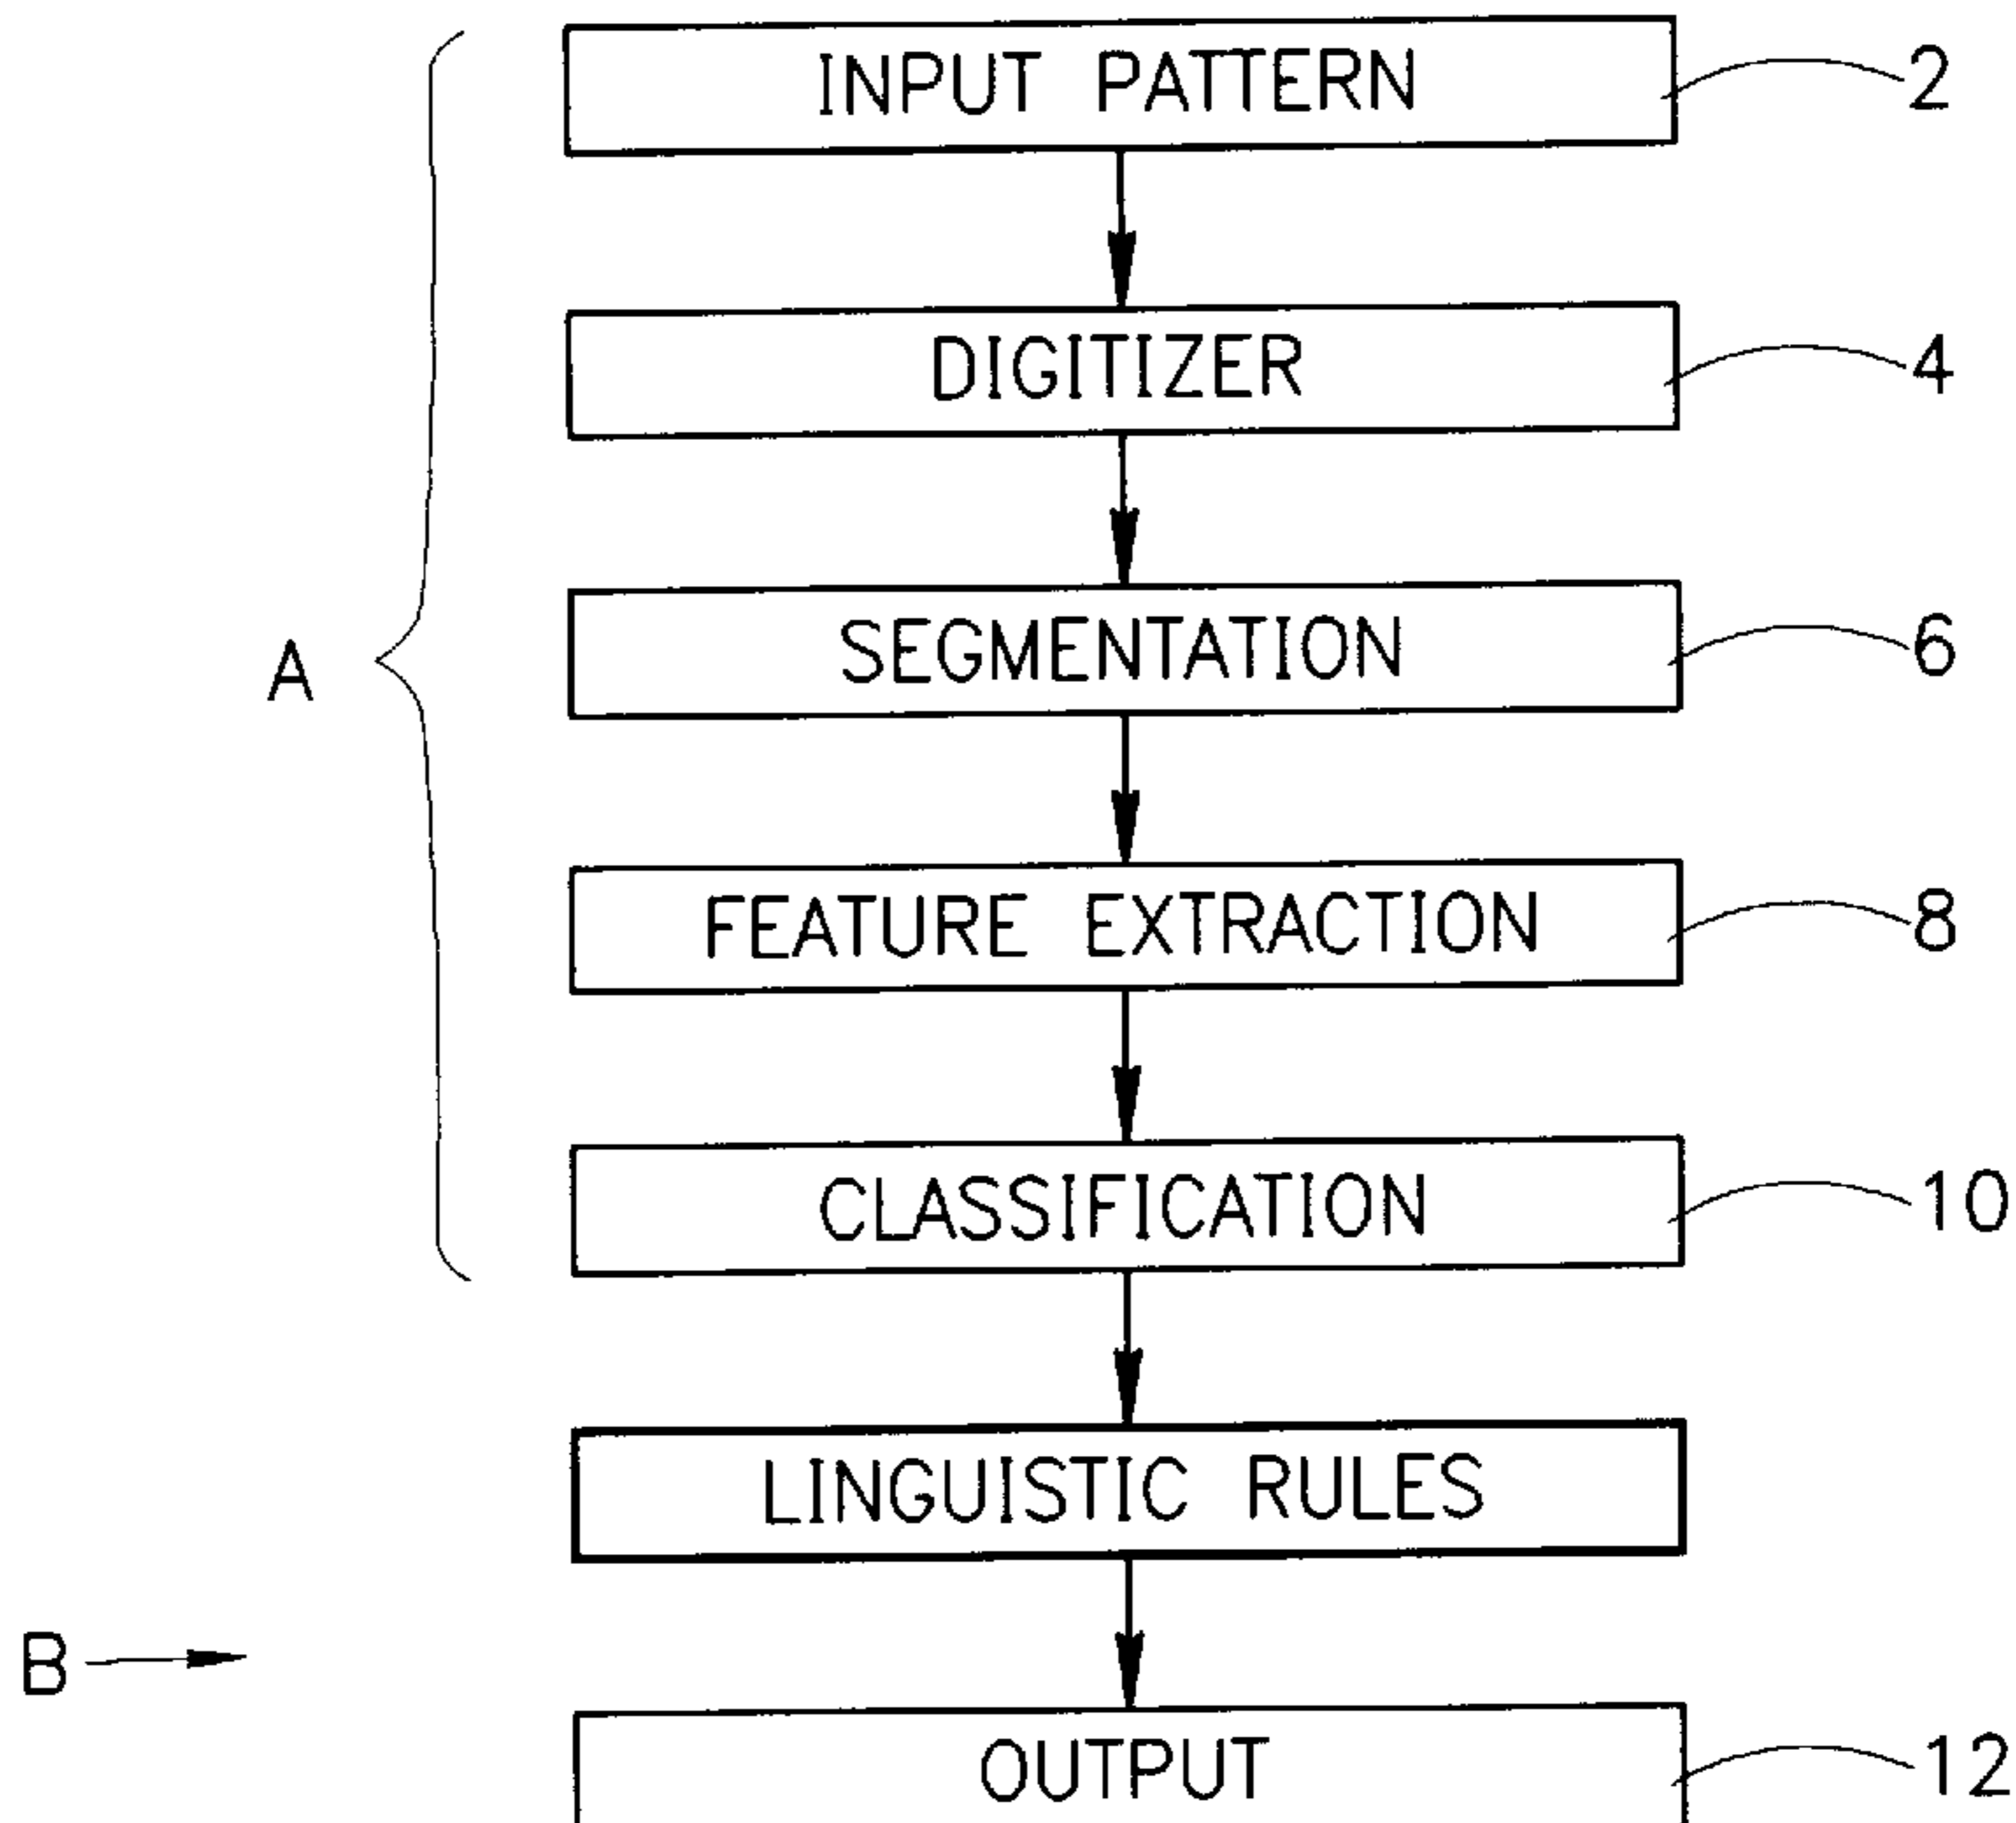 INPUT PATTERN 2
DIGITIZER 4
A
SEGMENTATION 6
FEATURE EXTRACTION 8
CLASSIFICATION 10
LINGUISTIC RULES
B
OUTPUT 12